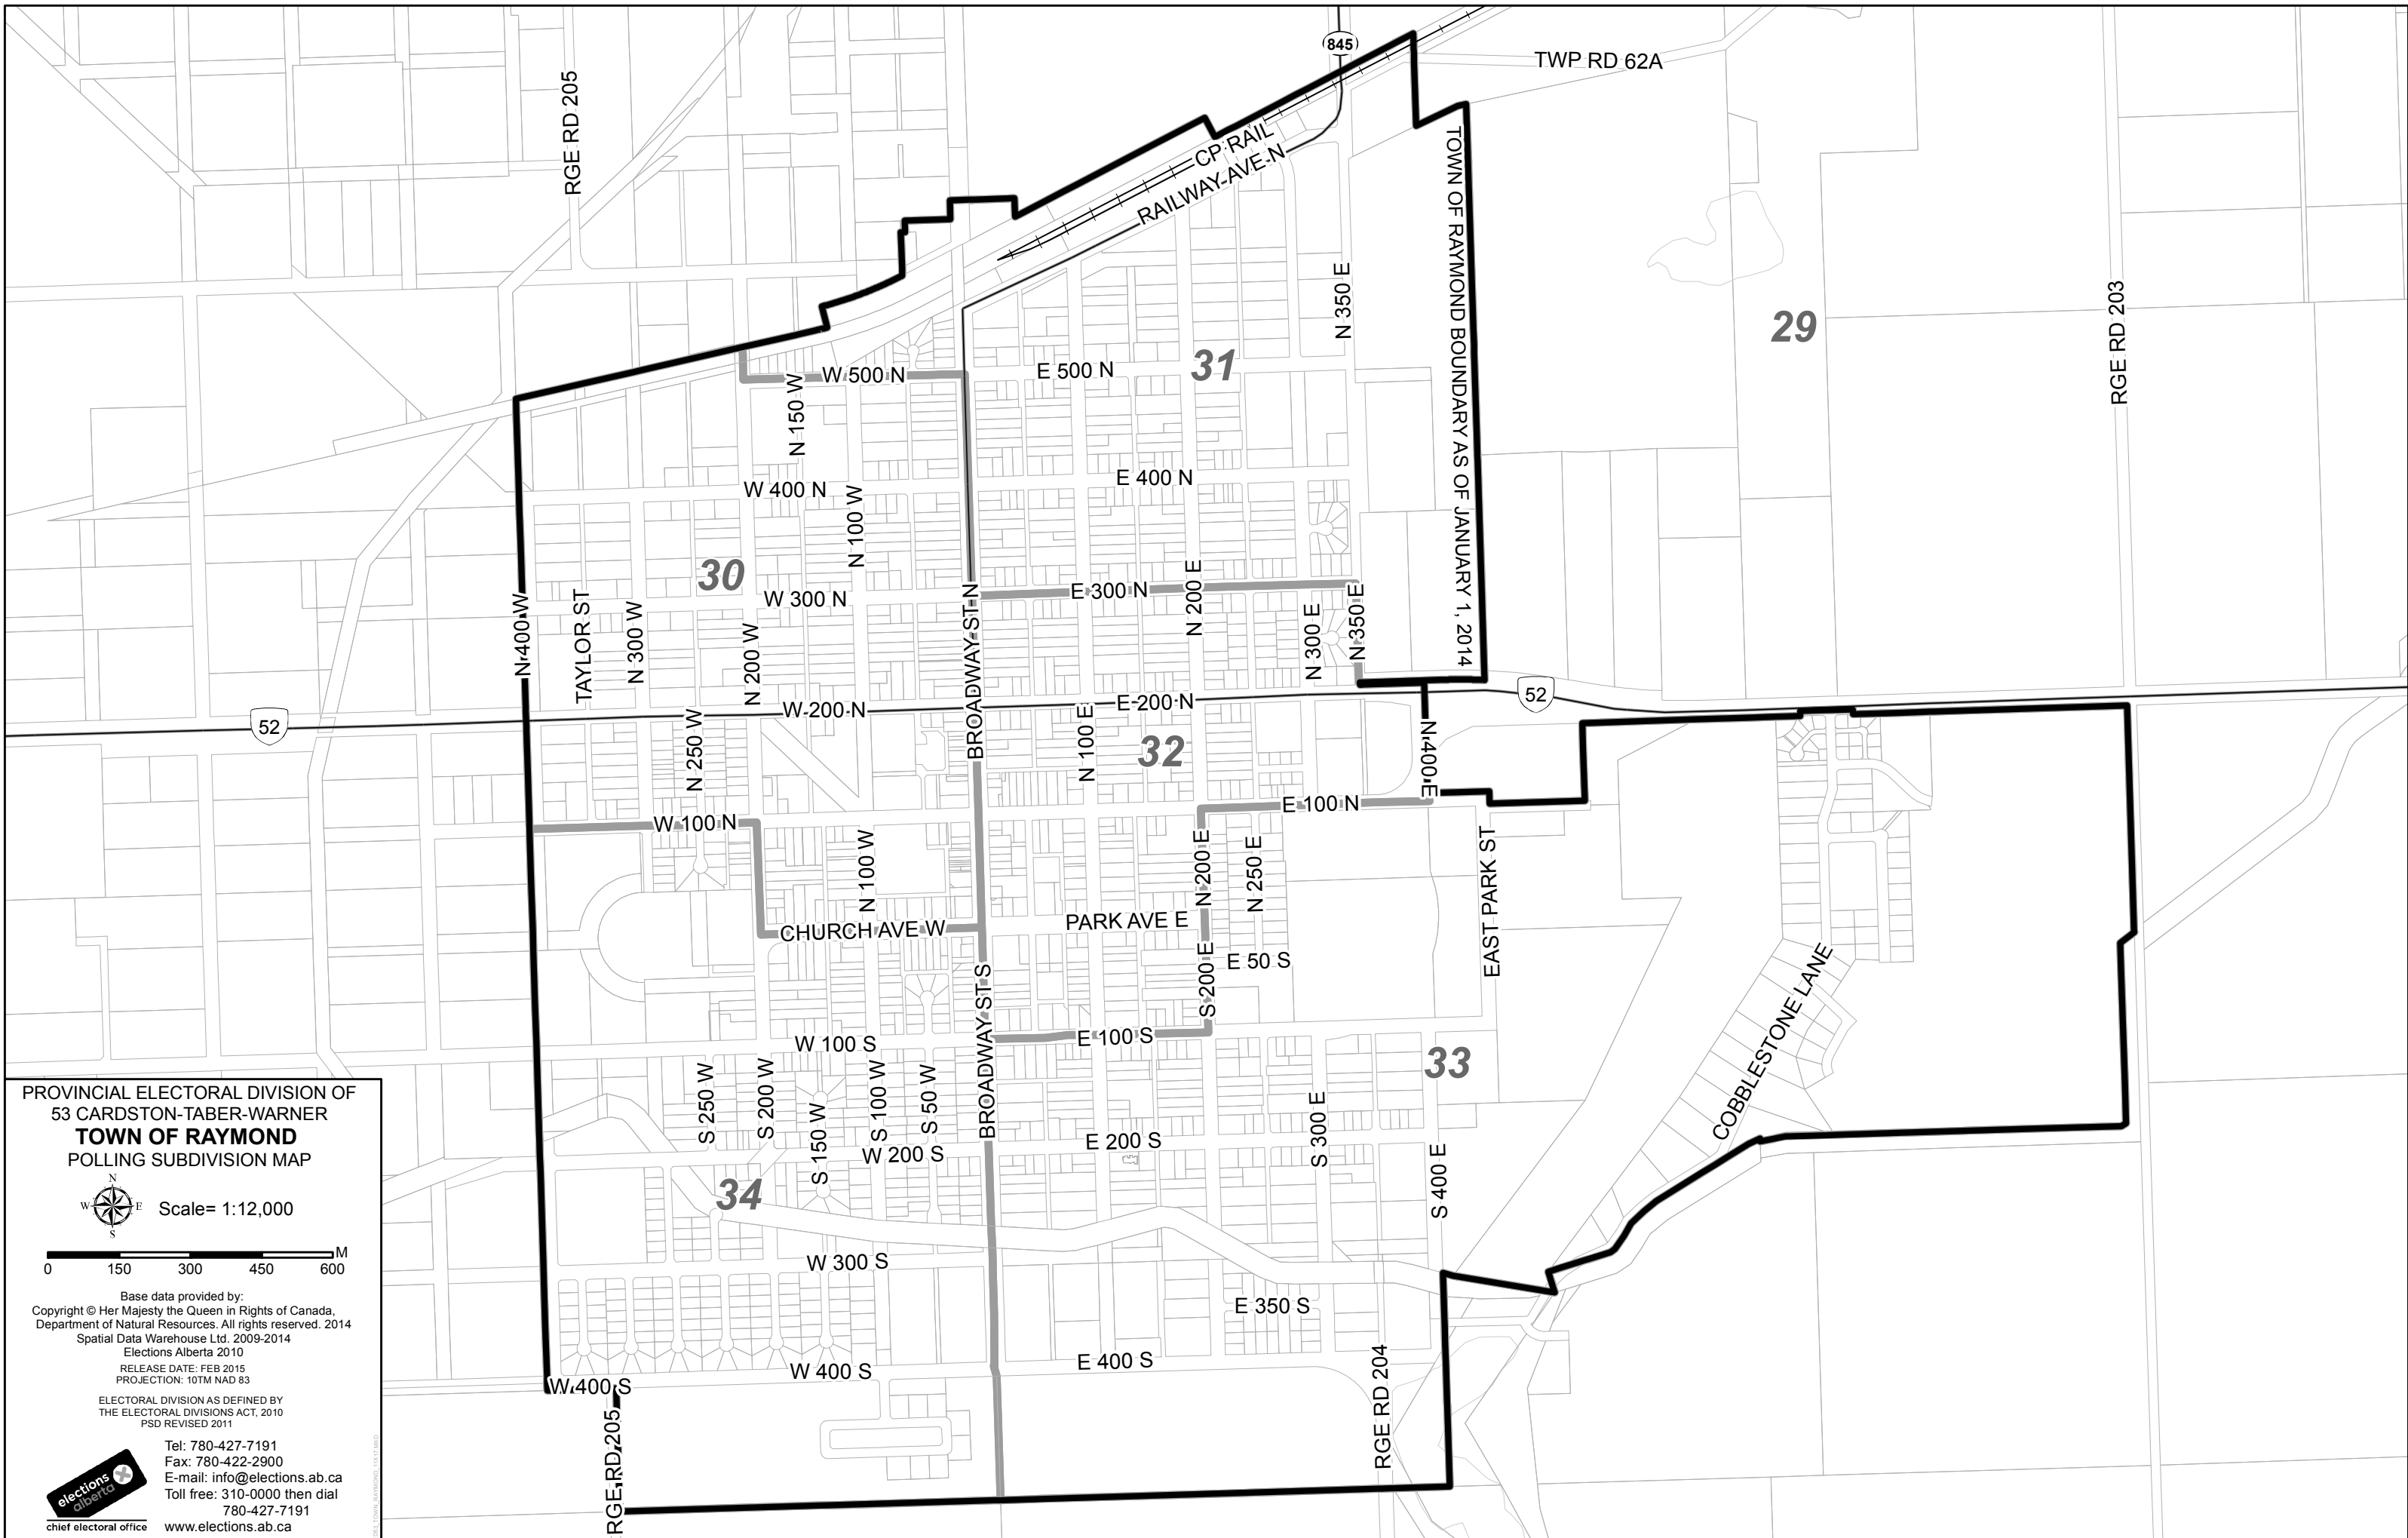 845
TWP RD 62A
RGE RD 205
CP RAIL
RAILWAY AVE N
TOWN OF RAYMOND BOUNDARY AS OF JANUARY 1, 2014
N 350 E
29
RGE RD 203
31
W 500 N
E 500 N
N 150 W
W 400 N
E 400 N
N 100 W
30
W 300 N
E 300 N
N 200 E
N 400 W
TAYLOR ST
N 300 W
N 200 W
BROADWAY ST N
N 300 E
N 350 E
52
W 200 N
E 200 N
52
N 250 W
N 100 E
32
N 400 E
W 100 N
E 100 N
N 100 W
N 200 E
N 250 E
EAST PARK ST
CHURCH AVE W
PARK AVE E
E 50 S
S 200 E
BROADWAY ST S
COBBLESTONE LANE
W 100 S
E 100 S
33
S 250 W
S 200 W
S 150 W
S 100 W
S 50 W
S 300 E
W 200 S
E 200 S
S 400 E
34
W 300 S
E 350 S
W 400 S
W 400 S
E 400 S
RGE RD 204
RGE RD 205
PROVINCIAL ELECTORAL DIVISION OF
53 CARDSTON-TABER-WARNER
TOWN OF RAYMOND
POLLING SUBDIVISION MAP
N
W E
S
Scale= 1:12,000
M
0 150 300 450 600
Base data provided by:
Copyright © Her Majesty the Queen in Rights of Canada,
Department of Natural Resources. All rights reserved. 2014
Spatial Data Warehouse Ltd. 2009-2014
Elections Alberta 2010
RELEASE DATE: FEB 2015
PROJECTION: 10TM NAD 83
ELECTORAL DIVISION AS DEFINED BY
THE ELECTORAL DIVISIONS ACT, 2010
PSD REVISED 2011
elections
alberta
chief electoral office
Tel: 780-427-7191
Fax: 780-422-2900
E-mail: info@elections.ab.ca
Toll free: 310-0000 then dial
780-427-7191
www.elections.ab.ca